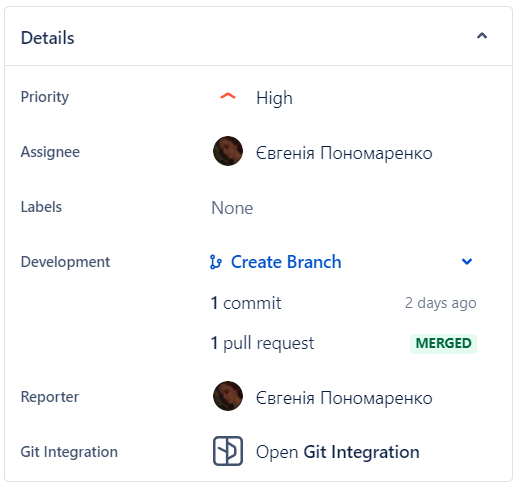 Details
Priority High
Assignee Євгенія Пономаренко
Labels None
Development Create Branch
1 commit 2 days ago
1 pull request MERGED
Reporter Євгенія Пономаренко
Git Integration Open Git Integration